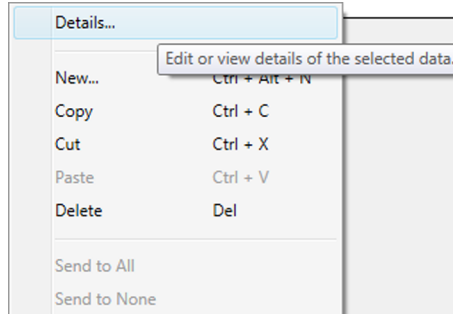 Details...
Edit or view details of the selected data.
New... Ctrl + Alt + N
Copy Ctrl + C
Cut Ctrl + X
Paste Ctrl + V
Delete Del
Send to All
Send to None